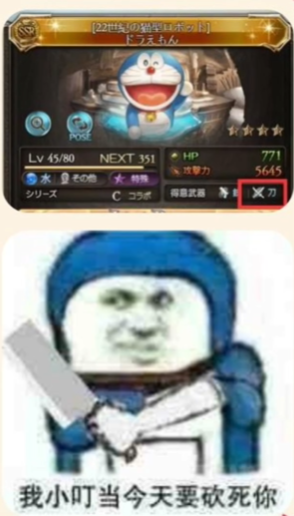 SSR
[22世紀の猫型ロボット]
ドラえもん
POSE
Lv 45/80 NEXT 351
水 その他 特殊
シリーズ C コラボ
HP 771
攻撃力 5645
得意武器 刀
我小叮当今天要砍死你